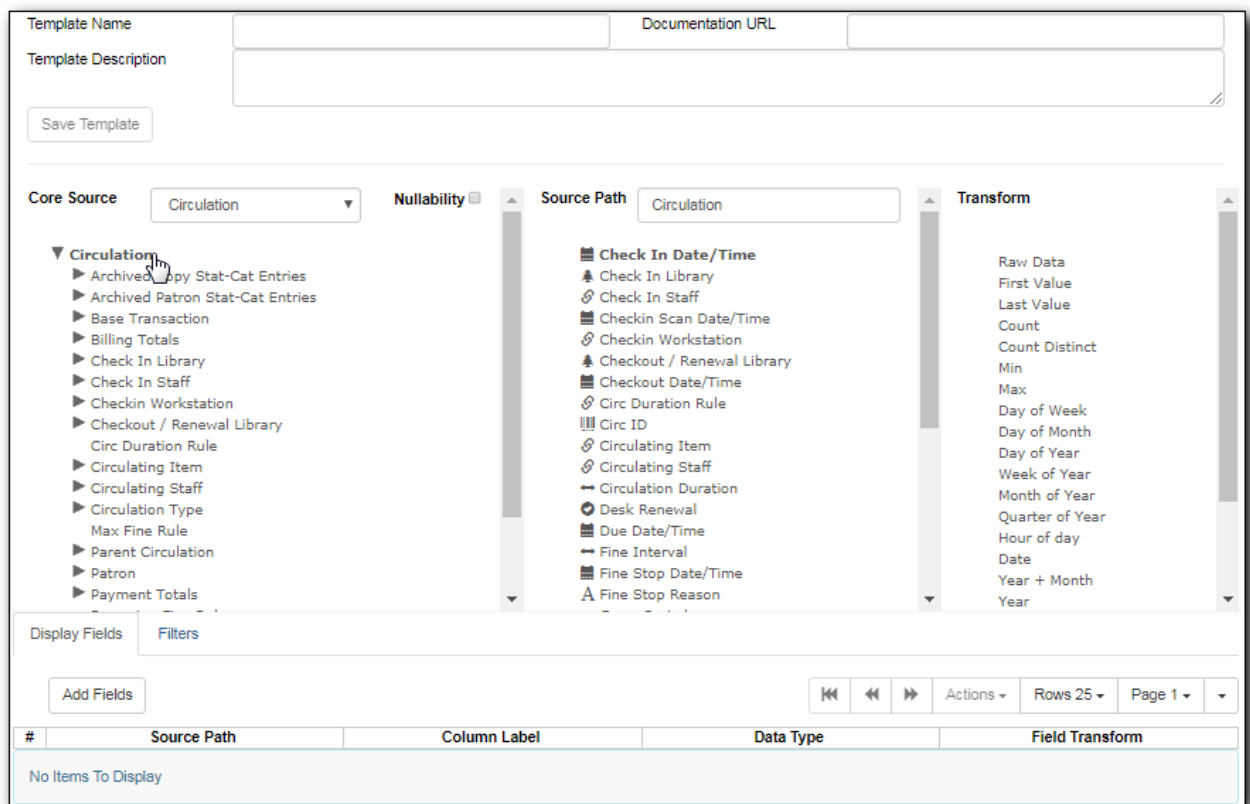 Template Name
Documentation URL
Template Description
Save Template
Core Source
Circulation
Nullability
Source Path
Circulation
Transform
Circulation
Archived Copy Stat-Cat Entries
Archived Patron Stat-Cat Entries
Base Transaction
Billing Totals
Check In Library
Check In Staff
Checkin Workstation
Checkout / Renewal Library
Circ Duration Rule
Circulating Item
Circulating Staff
Circulation Type
Max Fine Rule
Parent Circulation
Patron
Payment Totals
Check In Date/Time
Check In Library
Check In Staff
Checkin Scan Date/Time
Checkin Workstation
Checkout / Renewal Library
Checkout Date/Time
Circ Duration Rule
Circ ID
Circulating Item
Circulating Staff
Circulation Duration
Desk Renewal
Due Date/Time
Fine Interval
Fine Stop Date/Time
Fine Stop Reason
Raw Data
First Value
Last Value
Count
Count Distinct
Min
Max
Day of Week
Day of Month
Day of Year
Week of Year
Month of Year
Quarter of Year
Hour of day
Date
Year + Month
Year
Display Fields
Filters
Add Fields
Actions
Rows 25
Page 1
# Source Path Column Label Data Type Field Transform
No Items To Display